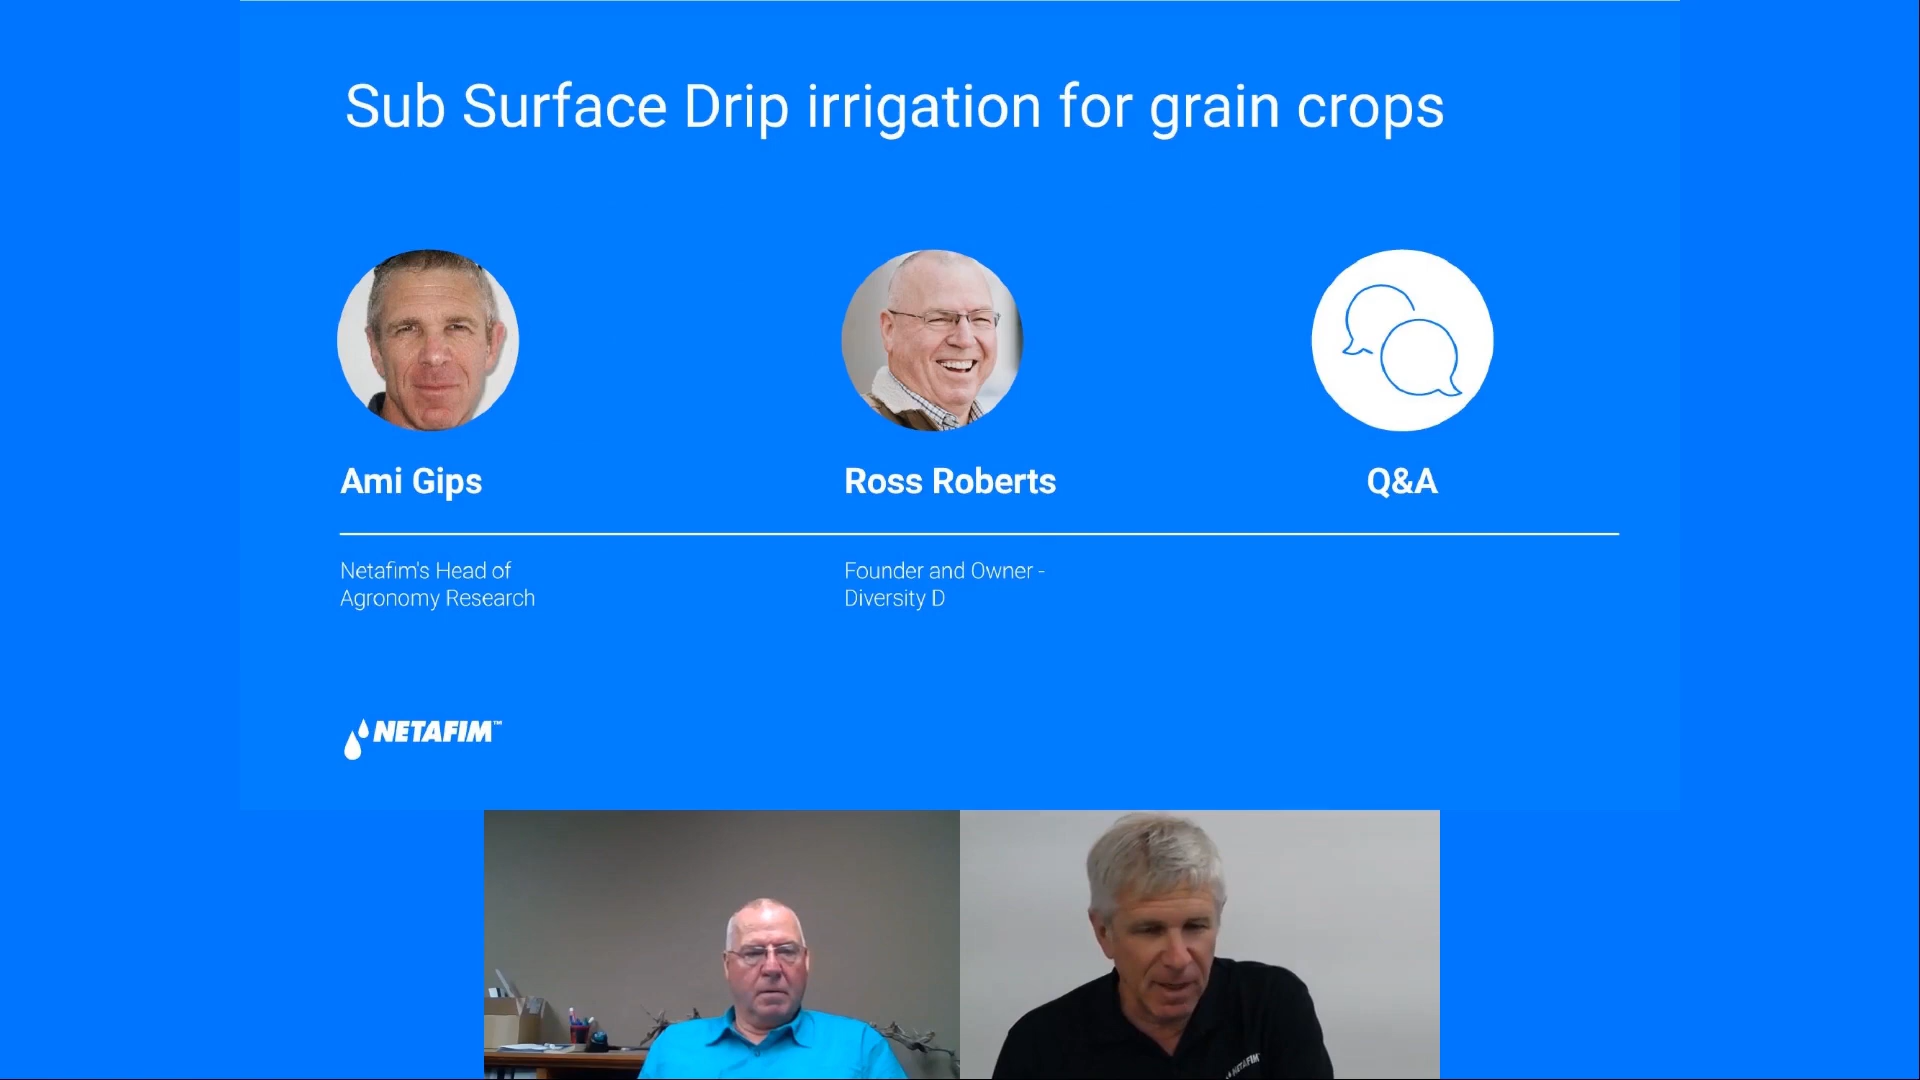 Sub Surface Drip irrigation for grain crops
Ami Gips
Ross Roberts
Q&A
Netafim's Head of
Agronomy Research
Founder and Owner -
Diversity D
NETAFIM™
NETAFIM